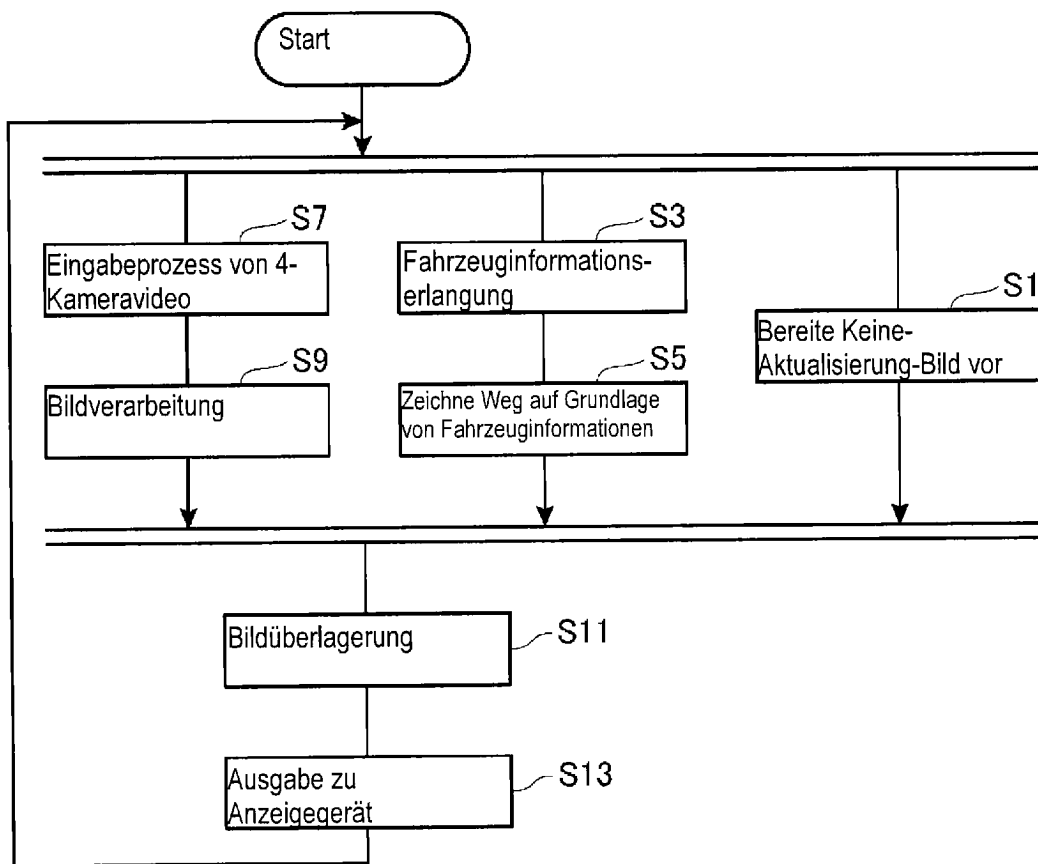 Start
S7
Eingabeprozess von 4-
Kameravideo
S3
Fahrzeuginformations-
erlangung
S1
Bereite Keine-
Aktualisierung-Bild vor
S9
Bildverarbeitung
S5
Zeichne Weg auf Grundlage
von Fahrzeuginformationen
Bildüberlagerung
S11
Ausgabe zu
Anzeigegerät
S13